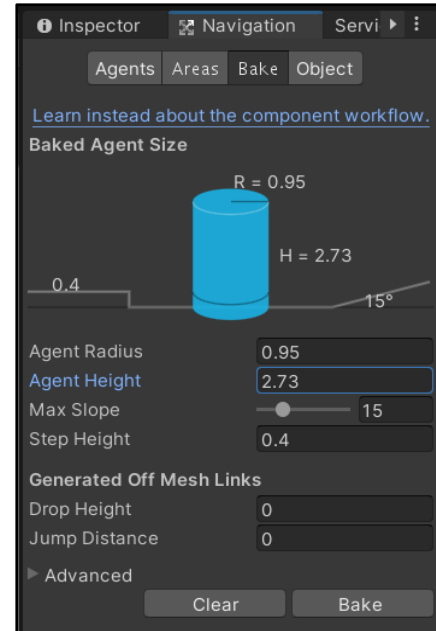 Inspector Navigation Servi
Agents Areas Bake Object
Learn instead about the component workflow.
Baked Agent Size
R = 0.95
H = 2.73
0.4
15°
Agent Radius 0.95
Agent Height 2.73
Max Slope 15
Step Height 0.4
Generated Off Mesh Links
Drop Height 0
Jump Distance 0
Advanced
Clear Bake